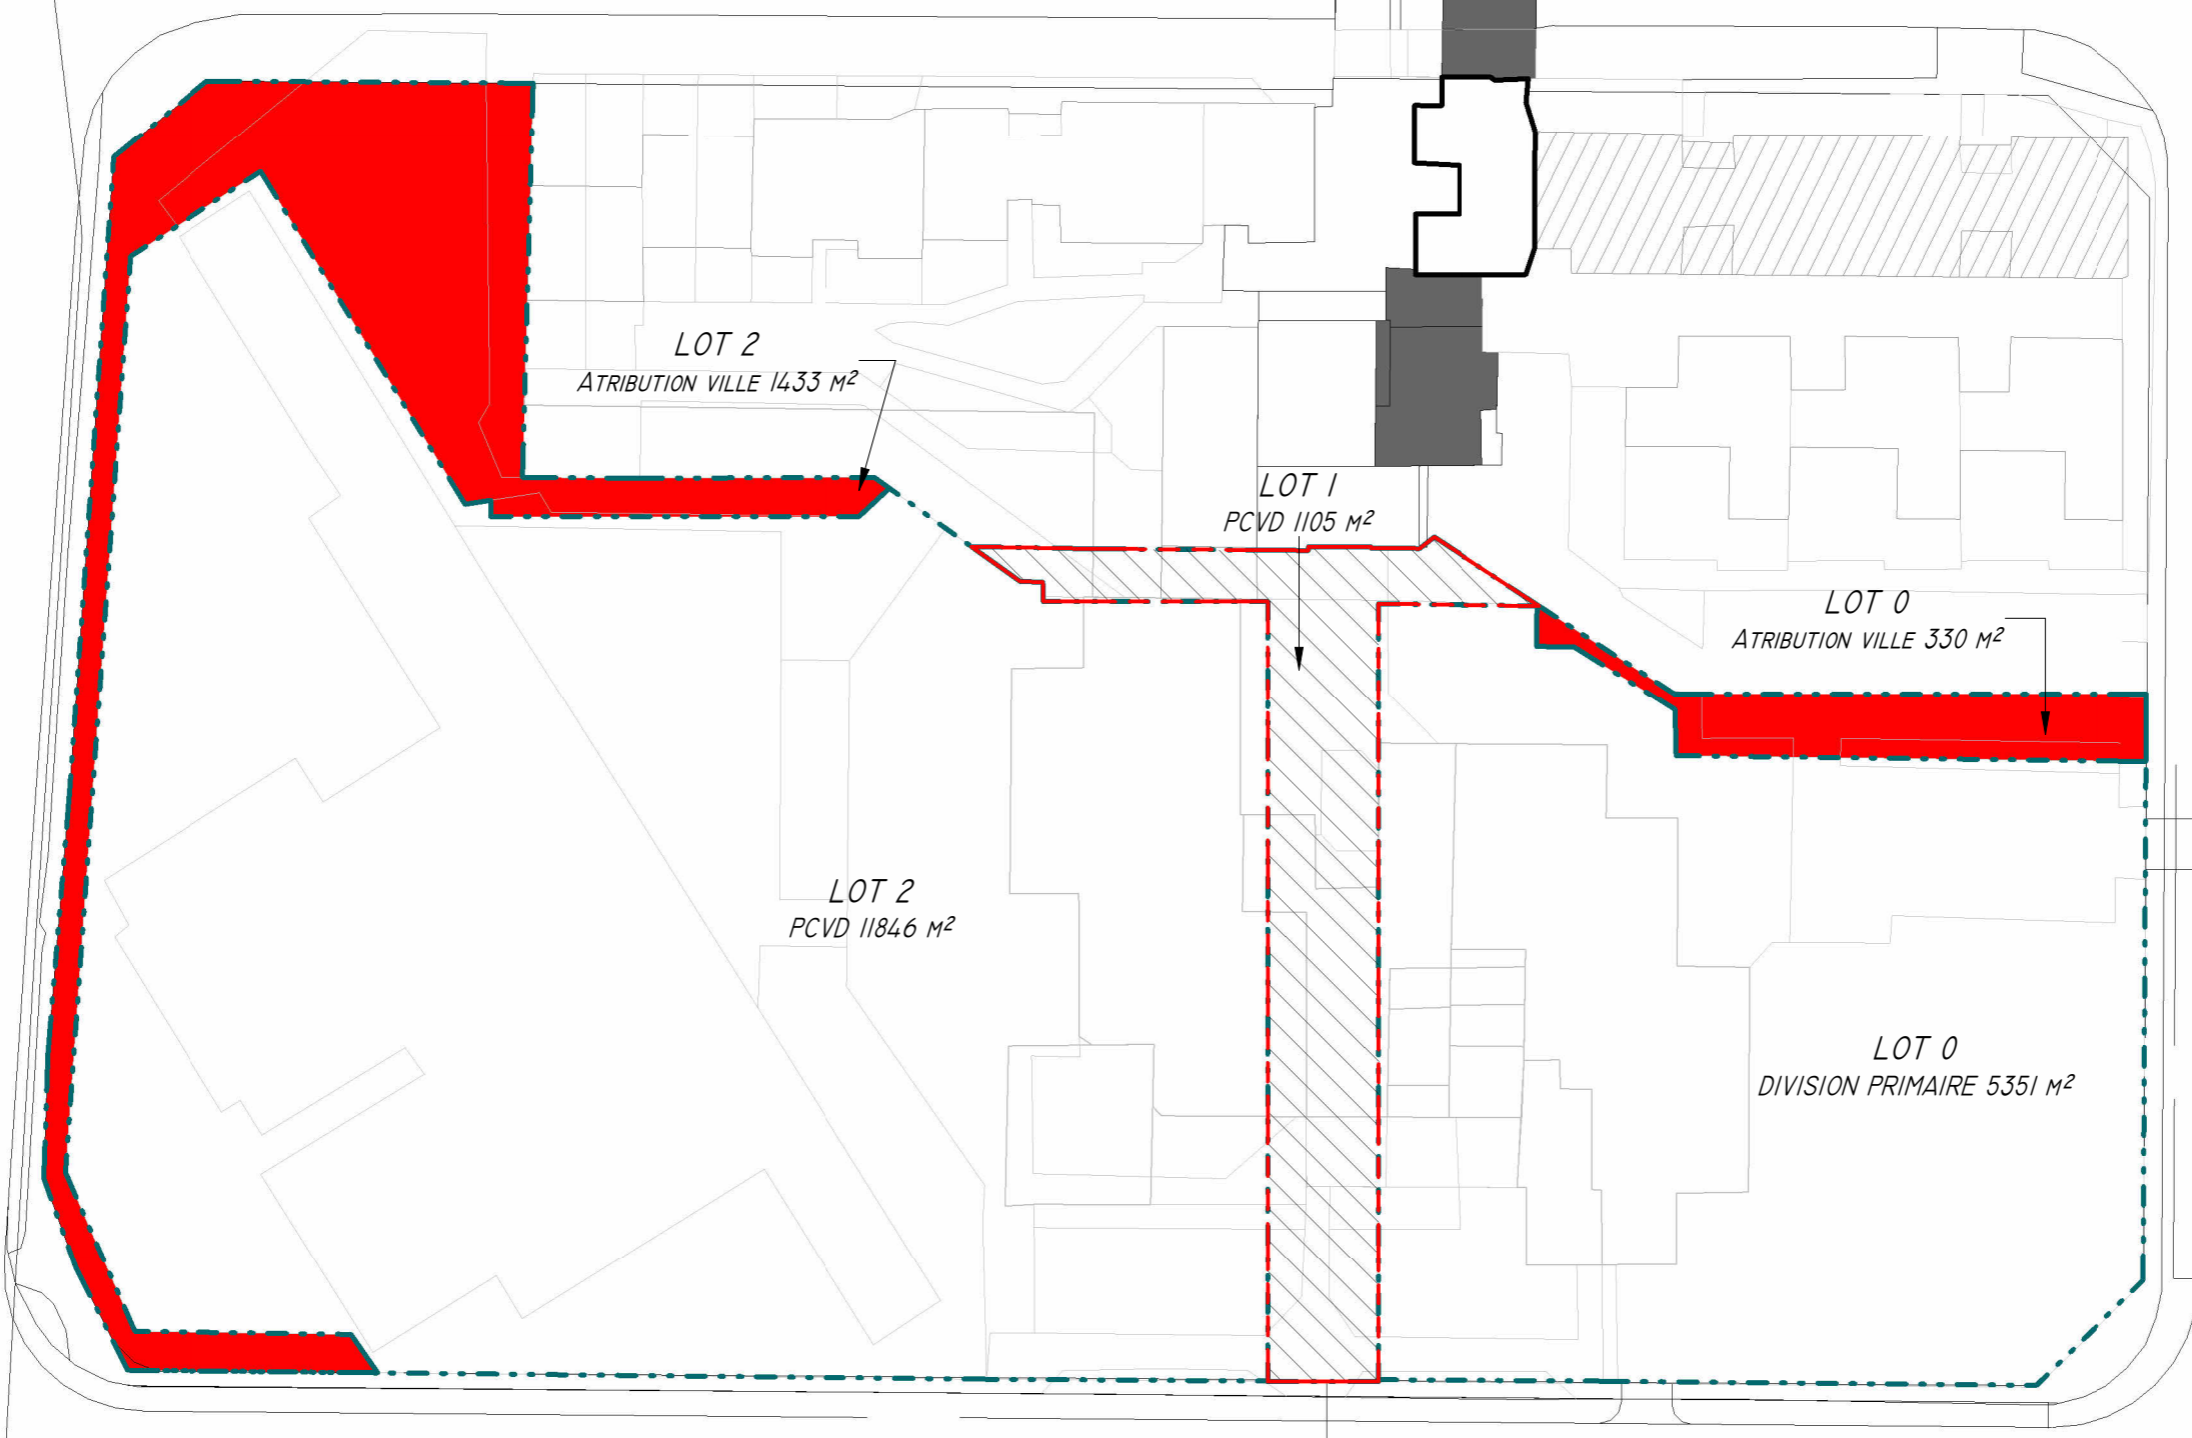 LOT 2
ATRIBUTION VILLE 1433 M²
LOT 1
PCVD 1105 M²
LOT 0
ATRIBUTION VILLE 330 M²
LOT 2
PCVD 11846 M²
LOT 0
DIVISION PRIMAIRE 5351 M²